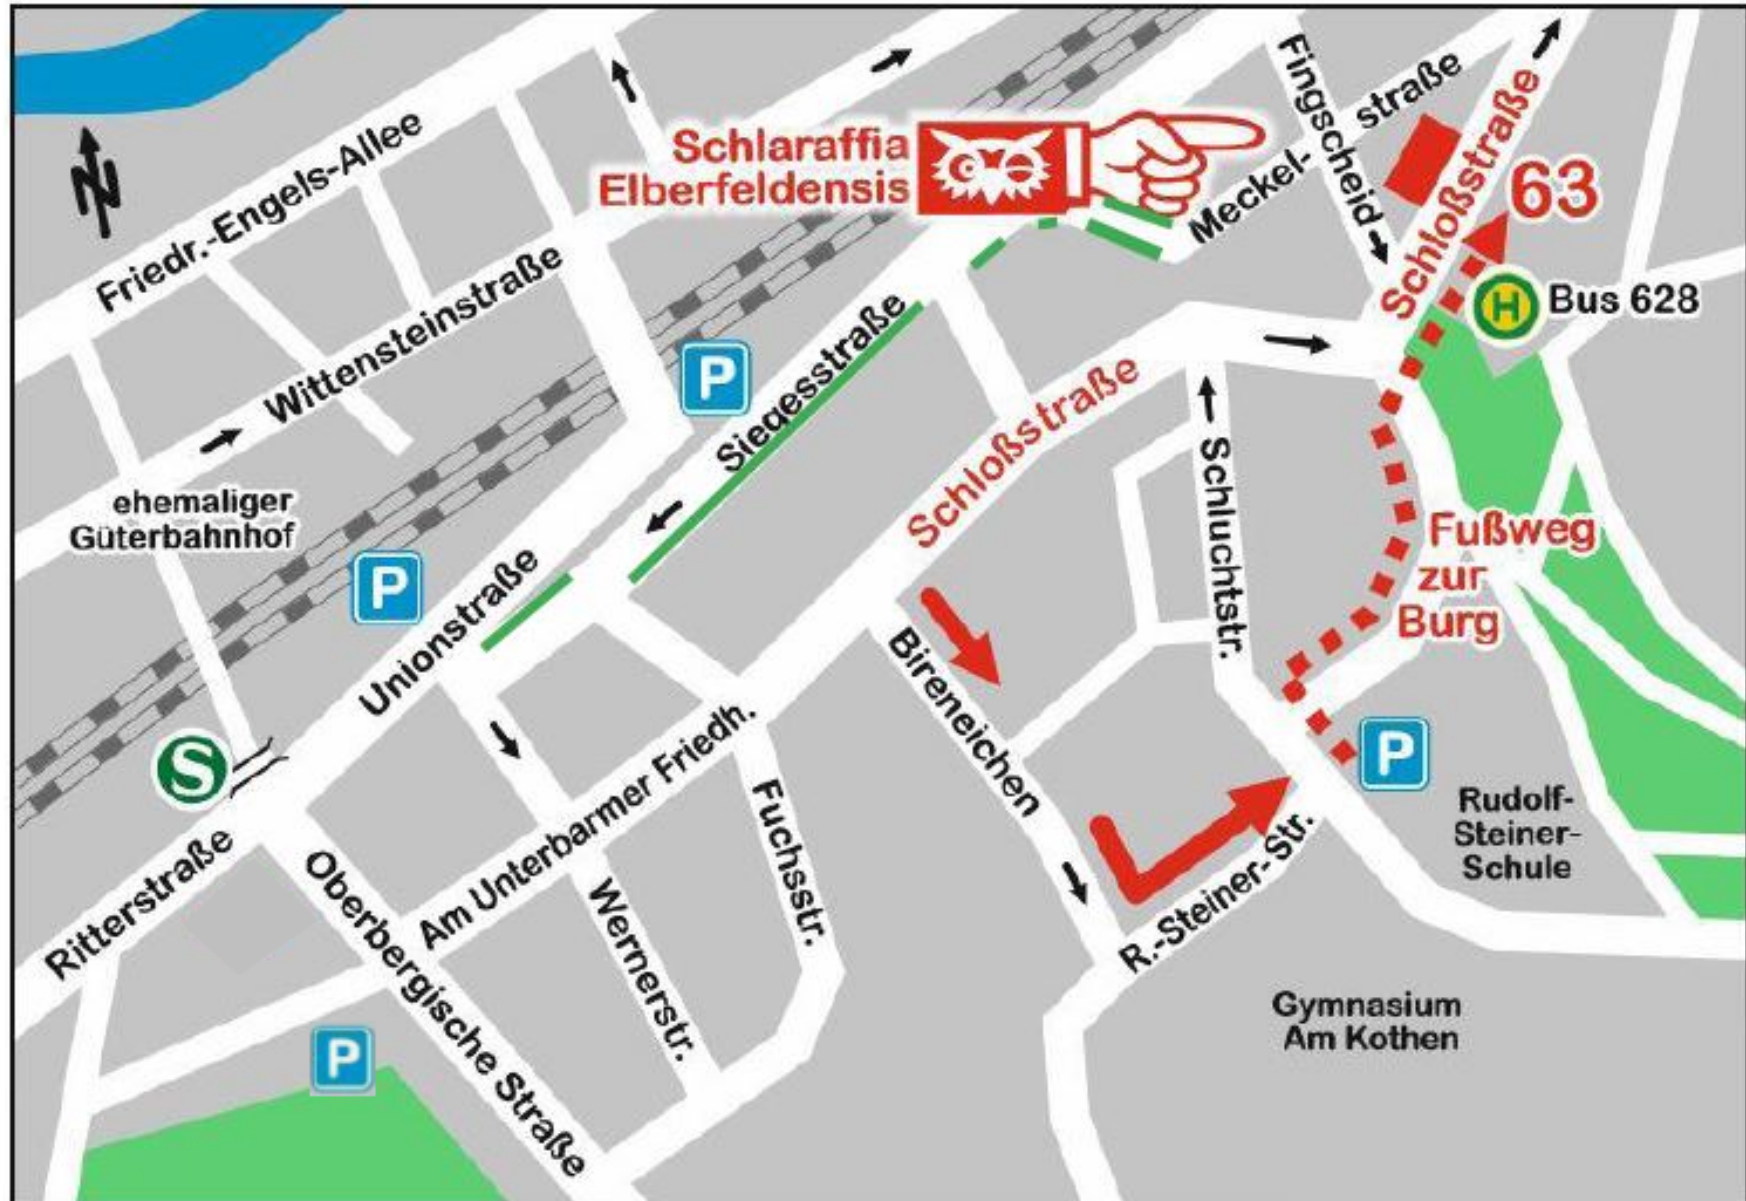 Friedr.-Engels-Allee
Wittensteinstraße
Schlaraffia
Elberfeldensis
Fingscheid
Meckel-
straße
Schloßstraße
63
H
Bus 628
P
Siegesstraße
Schloßstraße
ehemaliger
Güterbahnhof
P
Unionstraße
Schluchtstr.
Fußweg
zur
Burg
Bireneichen
S
P
Ritterstraße
Oberbergische Straße
Am Unterbarmer Friedh.
Fuchsstr.
Wernerstr.
R.-Steiner-Str.
Rudolf-
Steiner-
Schule
Gymnasium
Am Kothen
P
N